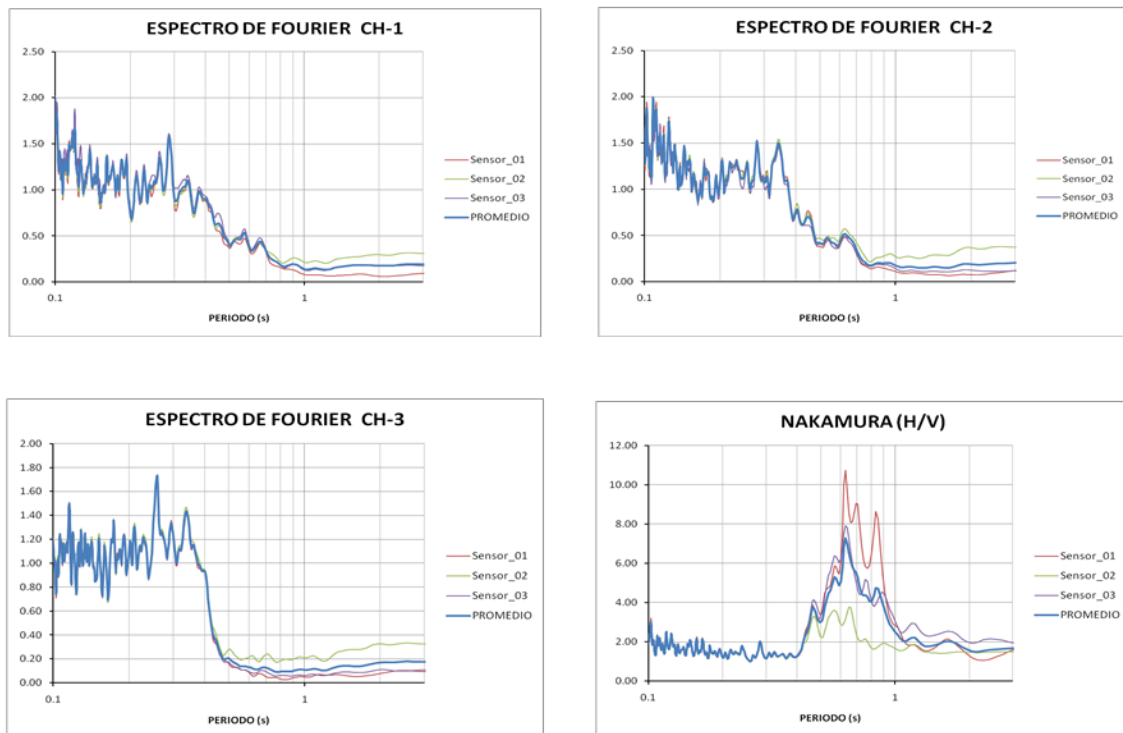 ESPECTRO DE FOURIER CH-1
2.50
2.00
1.50
1.00
0.50
0.00
0.1
1
PERIODO (s)
Sensor_01
Sensor_02
Sensor_03
PROMEDIO
ESPECTRO DE FOURIER CH-2
2.50
2.00
1.50
1.00
0.50
0.00
0.1
1
PERIODO (s)
Sensor_01
Sensor_02
Sensor_03
PROMEDIO
ESPECTRO DE FOURIER CH-3
2.00
1.80
1.60
1.40
1.20
1.00
0.80
0.60
0.40
0.20
0.00
0.1
1
PERIODO (s)
Sensor_01
Sensor_02
Sensor_03
PROMEDIO
NAKAMURA (H/V)
12.00
10.00
8.00
6.00
4.00
2.00
0.00
0.1
1
PERIODO (s)
Sensor_01
Sensor_02
Sensor_03
PROMEDIO